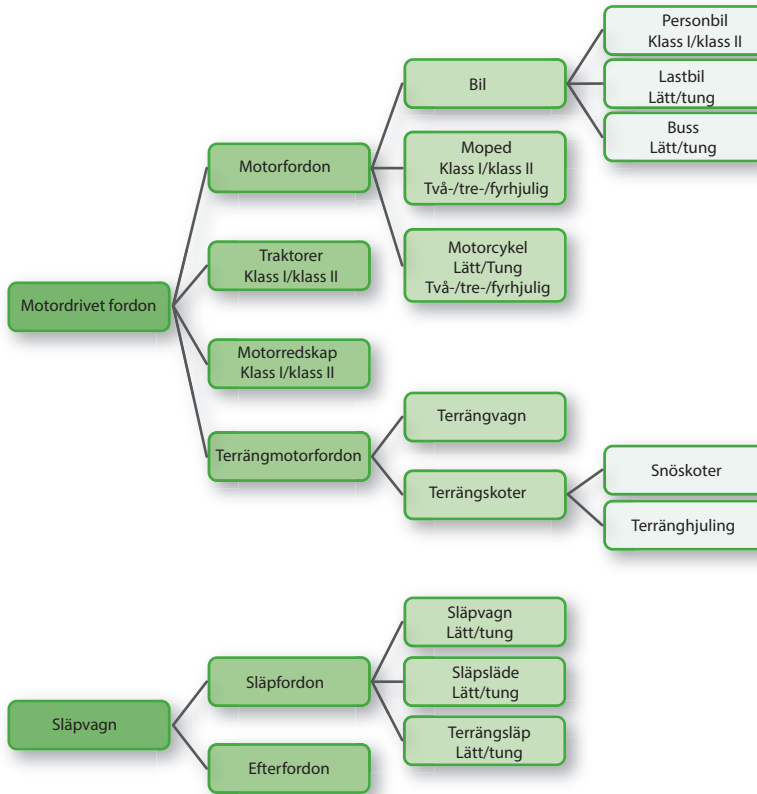 Motordrivet fordon
Motorfordon
Bil
Personbil
Klass I/klass II
Lastbil
Lätt/tung
Buss
Lätt/tung
Moped
Klass I/klass II
Två-/tre-/fyrhjulig
Motorcykel
Lätt/Tung
Två-/tre-/fyrhjulig
Traktorer
Klass I/klass II
Motorredskap
Klass I/klass II
Terrängmotorfordon
Terrängvagn
Terrängskoter
Snöskoter
Terränghjuling
Släpvagn
Släpfordon
Släpvagn
Lätt/tung
Släpsläde
Lätt/tung
Terrängsläp
Lätt/tung
Efterfordon